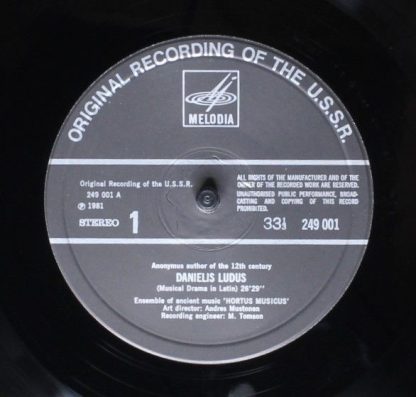 ORIGINAL RECORDING OF THE U.S.S.R.
MELODIA
Original Recording of the U.S.S.R.
249 001 A
℗ 1981
STEREO 1
ALL RIGHTS OF THE MANUFACTURER AND OF THE
OWNER OF THE RECORDED WORK ARE RESERVED.
UNAUTHORISED PUBLIC PERFORMANCE, BROAD-
CASTING AND COPYING OF THIS RECORD
PROHIBITED.
33⅓ 249 001
Anonymus author of the 12th century
DANIELIS LUDUS
(Musical Drama in Latin) 26'29''
Ensemble of ancient music "HORTUS MUSICUS"
Art director: Andres Mustonen
Recording engineer: M. Tomson